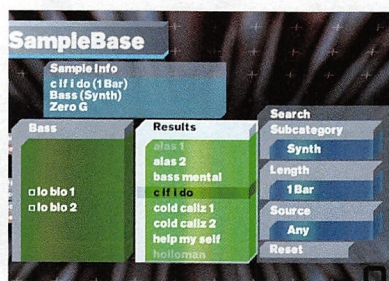 SampleBase
Sample Info
c if i do (1 Bar)
Bass (Synth)
Zero G
Bass
lo blo 1
lo blo 2
Results
alas 1
alas 2
bass mental
c if i do
cold caliz 1
cold caliz 2
help my self
holloman
Search
Subcategory
Synth
Length
1 Bar
Source
Any
Reset